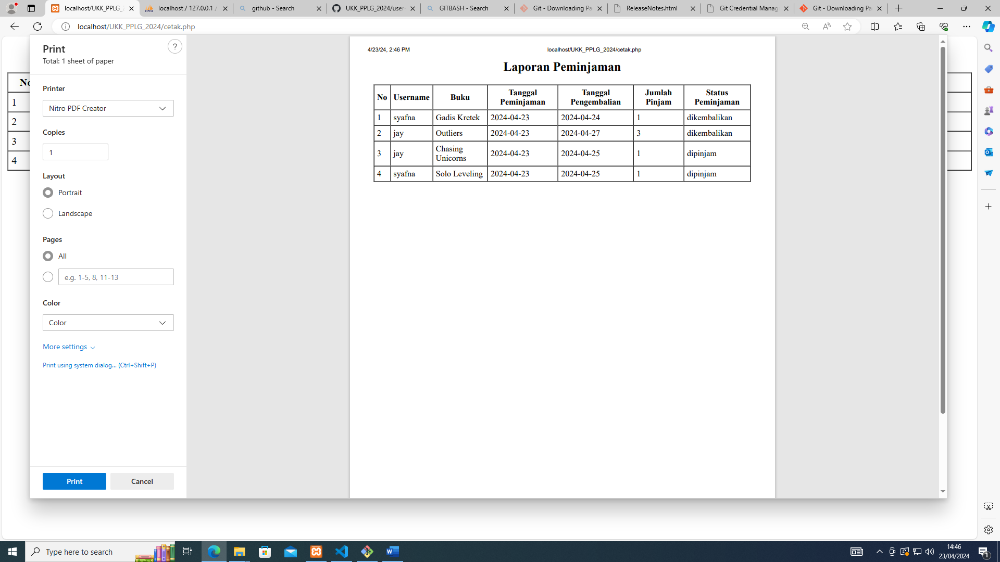 localhost/UKK_PPLG_2
localhost / 127.0.0.1 /
github - Search
UKK_PPLG_2024/user-
GITBASH - Search
Git - Downloading Pa
ReleaseNotes.html
Git Credential Manag
Git - Downloading Pa
localhost/UKK_PPLG_2024/cetak.php
Print
?
Total: 1 sheet of paper
Printer
Nitro PDF Creator
Copies
1
Layout
Portrait
Landscape
Pages
All
e.g. 1-5, 8, 11-13
Color
Color
More settings
Print using system dialog... (Ctrl+Shift+P)
Print Cancel
No
1
2
3
4
4/23/24, 2:46 PM localhost/UKK_PPLG_2024/cetak.php
Laporan Peminjaman
No Username Buku Tanggal Peminjaman Tanggal Pengembalian Jumlah Pinjam Status Peminjaman
1 syafna Gadis Kretek 2024-04-23 2024-04-24 1 dikembalikan
2 jay Outliers 2024-04-23 2024-04-27 3 dikembalikan
3 jay Chasing Unicorns 2024-04-23 2024-04-25 1 dipinjam
4 syafna Solo Leveling 2024-04-23 2024-04-25 1 dipinjam
Type here to search
14:46
23/04/2024
1